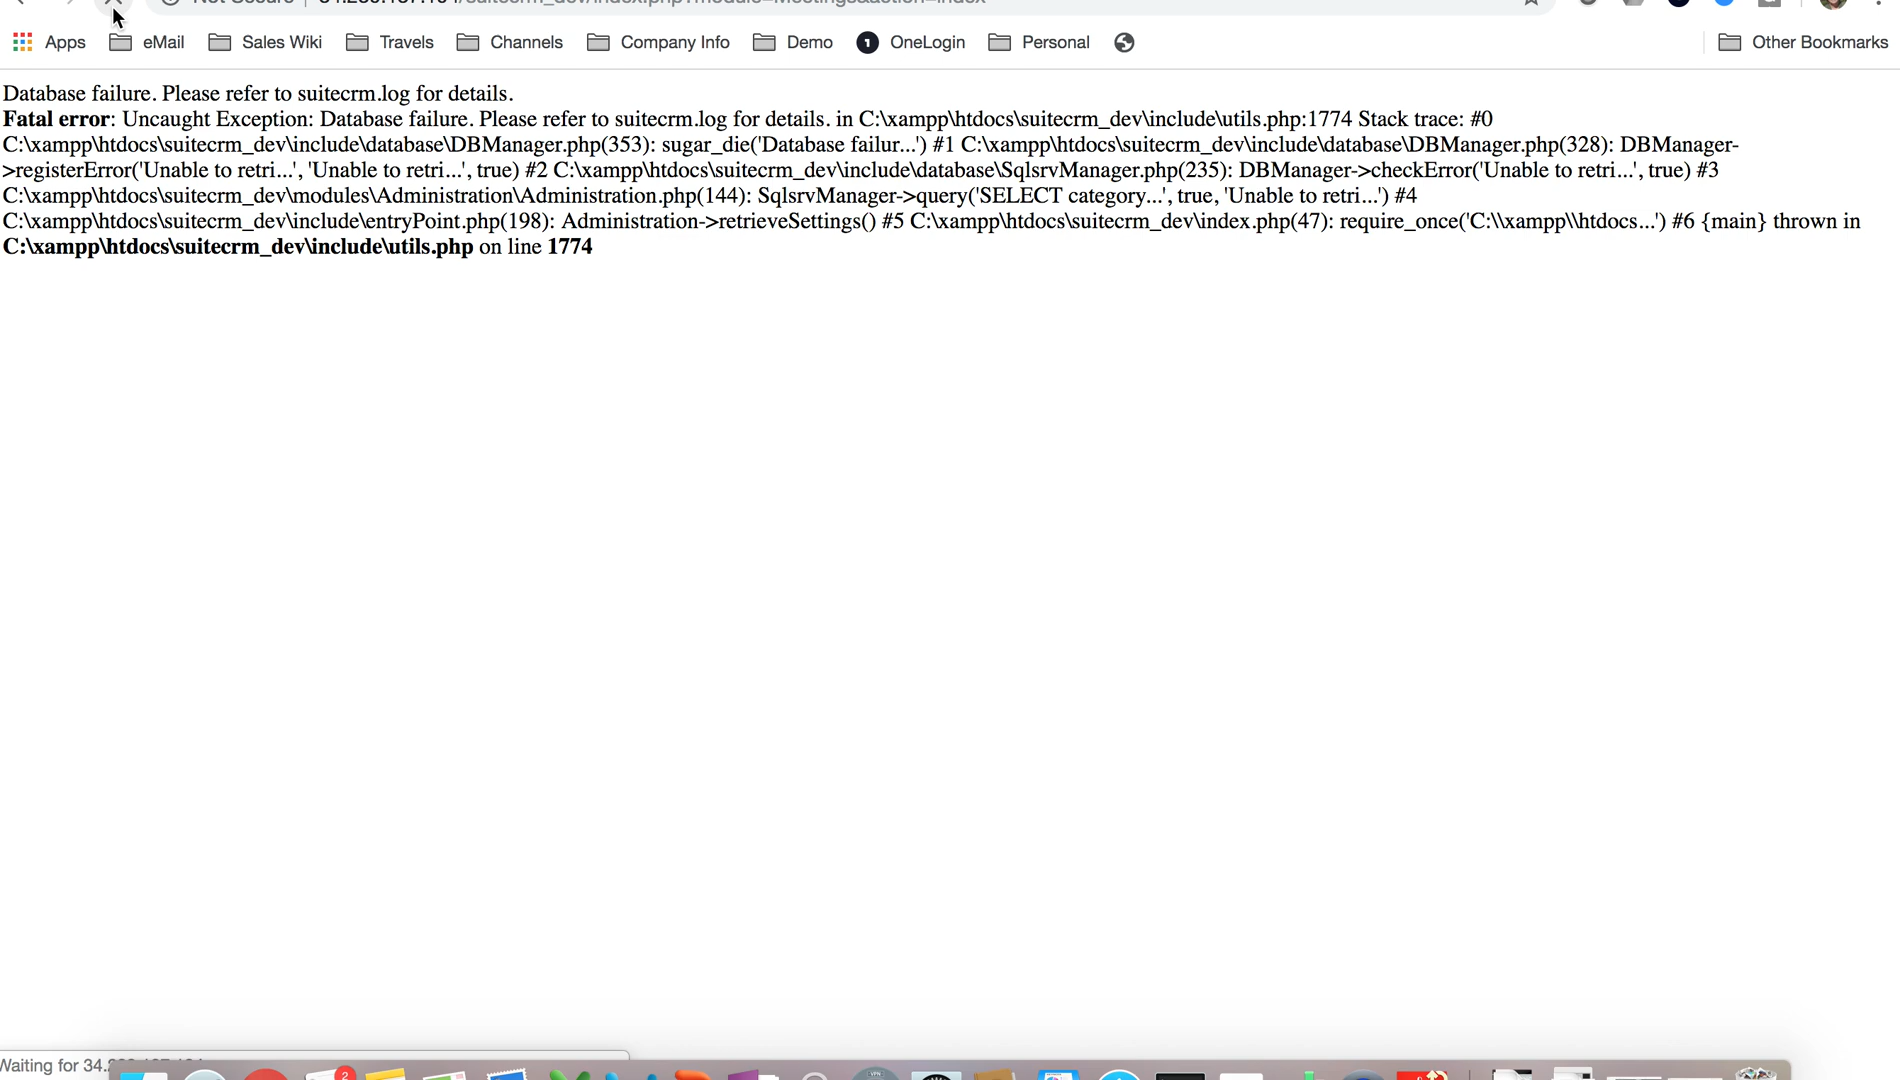 Apps eMail Sales Wiki Travels Channels Company Info Demo 1 OneLogin Personal Other Bookmarks
Database failure. Please refer to suitecrm.log for details.
Fatal error: Uncaught Exception: Database failure. Please refer to suitecrm.log for details. in C:\xampp\htdocs\suitecrm_dev\include\utils.php:1774 Stack trace: #0
C:\xampp\htdocs\suitecrm_dev\include\database\DBManager.php(353): sugar_die('Database failur...') #1 C:\xampp\htdocs\suitecrm_dev\include\database\DBManager.php(328): DBManager-
>registerError('Unable to retri...', 'Unable to retri...', true) #2 C:\xampp\htdocs\suitecrm_dev\include\database\SqlsrvManager.php(235): DBManager->checkError('Unable to retri...', true) #3
C:\xampp\htdocs\suitecrm_dev\modules\Administration\Administration.php(144): SqlsrvManager->query('SELECT category...', true, 'Unable to retri...') #4
C:\xampp\htdocs\suitecrm_dev\include\entryPoint.php(198): Administration->retrieveSettings() #5 C:\xampp\htdocs\suitecrm_dev\index.php(47): require_once('C:\\xampp\\htdocs...') #6 {main} thrown in
C:\xampp\htdocs\suitecrm_dev\include\utils.php on line 1774
Waiting for 34.
2